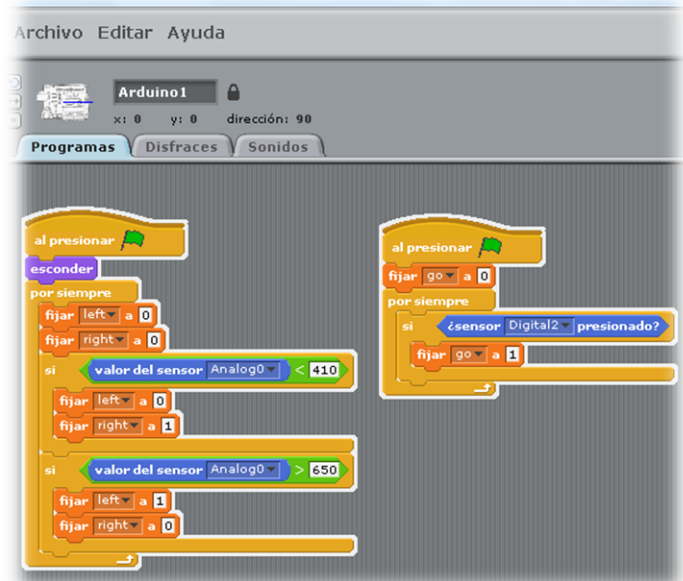 Archivo Editar Ayuda
Arduino1
x: 0 y: 0 dirección: 90
Programas Disfraces Sonidos
al presionar
esconder
por siempre
fijar left a 0
fijar right a 0
si valor del sensor Analog0 < 410
fijar left a 0
fijar right a 1
si valor del sensor Analog0 > 650
fijar left a 1
fijar right a 0
al presionar
fijar go a 0
por siempre
si ¿sensor Digital2 presionado?
fijar go a 1